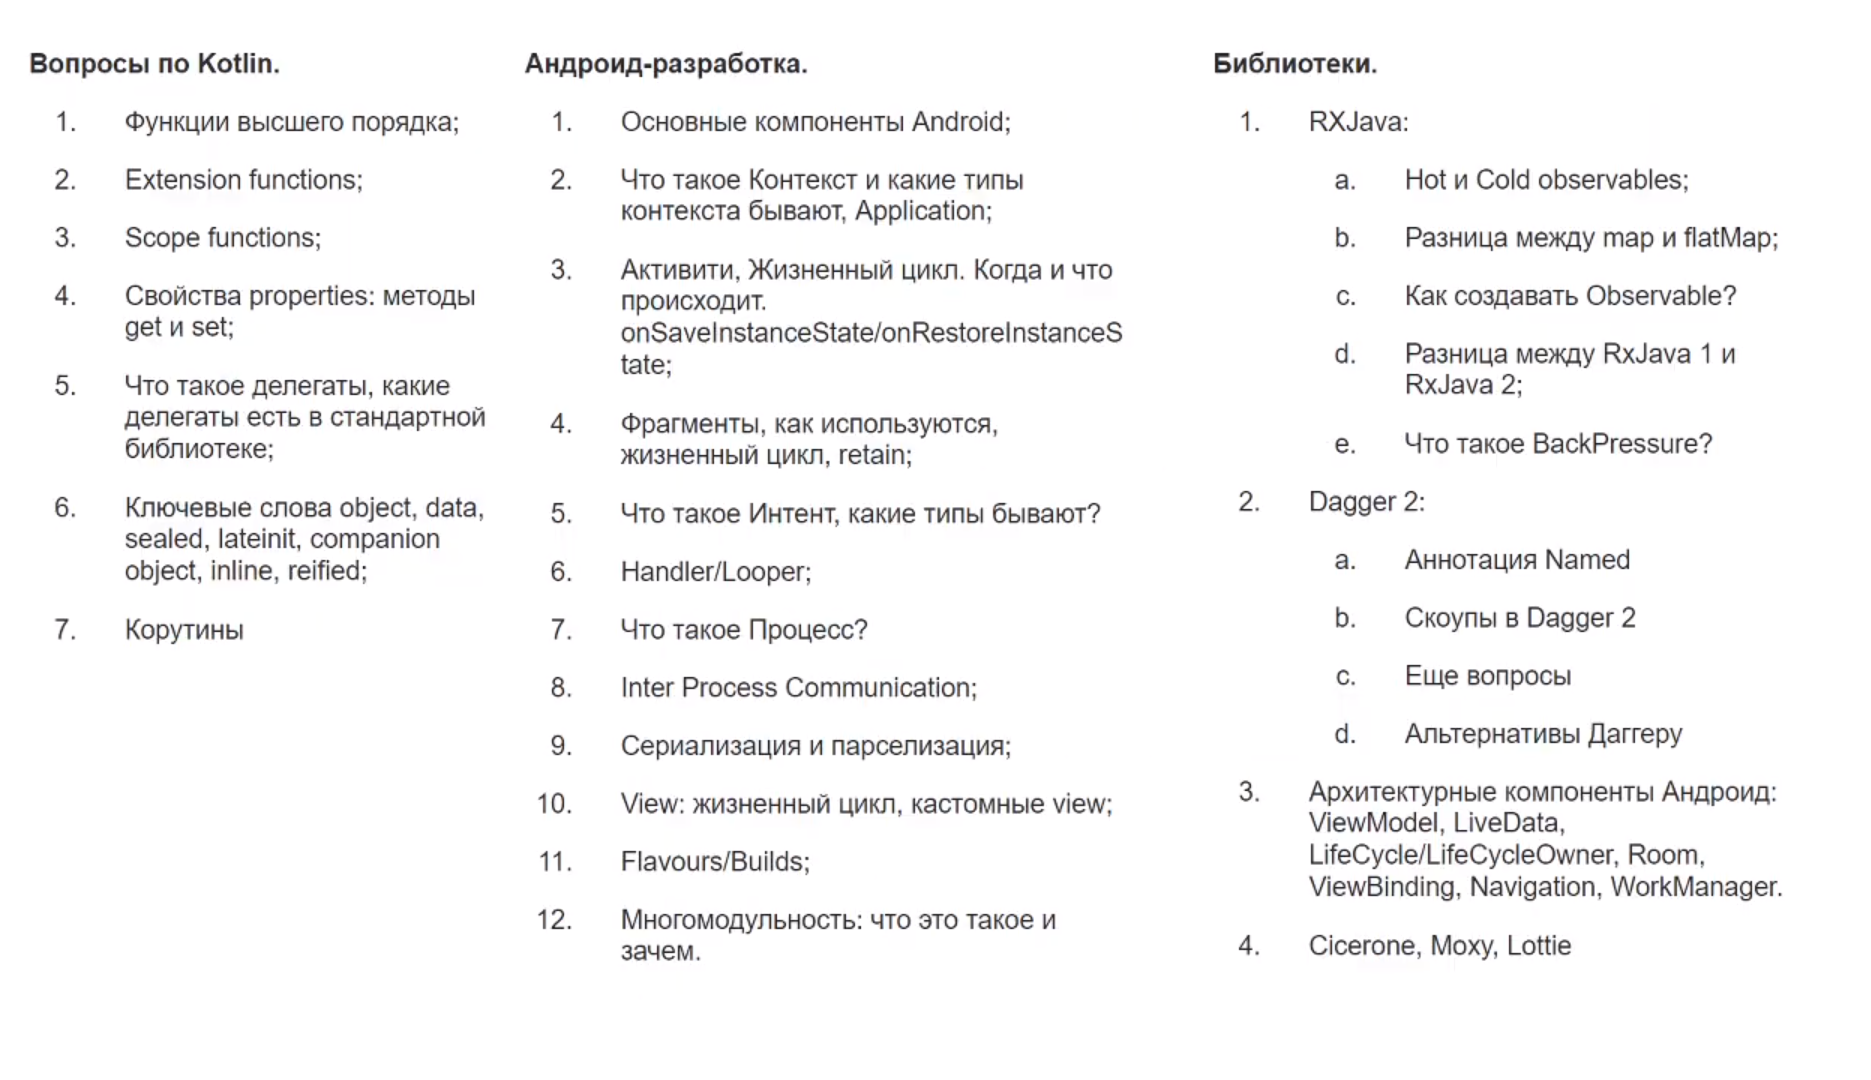 Вопросы по Kotlin.
1. Функции высшего порядка;
2. Extension functions;
3. Scope functions;
4. Свойства properties: методы
get и set;
5. Что такое делегаты, какие
делегаты есть в стандартной
библиотеке;
6. Ключевые слова object, data,
sealed, lateinit, companion
object, inline, reified;
7. Корутины
Андроид-разработка.
1. Основные компоненты Android;
2. Что такое Контекст и какие типы
контекста бывают, Application;
3. Активити, Жизненный цикл. Когда и что
происходит.
onSaveInstanceState/onRestoreInstanceS
tate;
4. Фрагменты, как используются,
жизненный цикл, retain;
5. Что такое Интент, какие типы бывают?
6. Handler/Looper;
7. Что такое Процесс?
8. Inter Process Communication;
9. Сериализация и парселизация;
10. View: жизненный цикл, кастомные view;
11. Flavours/Builds;
12. Многомодульность: что это такое и
зачем.
Библиотеки.
1. RXJava:
a. Hot и Cold observables;
b. Разница между map и flatMap;
c. Как создавать Observable?
d. Разница между RxJava 1 и
RxJava 2;
e. Что такое BackPressure?
2. Dagger 2:
a. Аннотация Named
b. Скоупы в Dagger 2
c. Еще вопросы
d. Альтернативы Даггеру
3. Архитектурные компоненты Андроид:
ViewModel, LiveData,
LifeCycle/LifeCycleOwner, Room,
ViewBinding, Navigation, WorkManager.
4. Cicerone, Moxy, Lottie